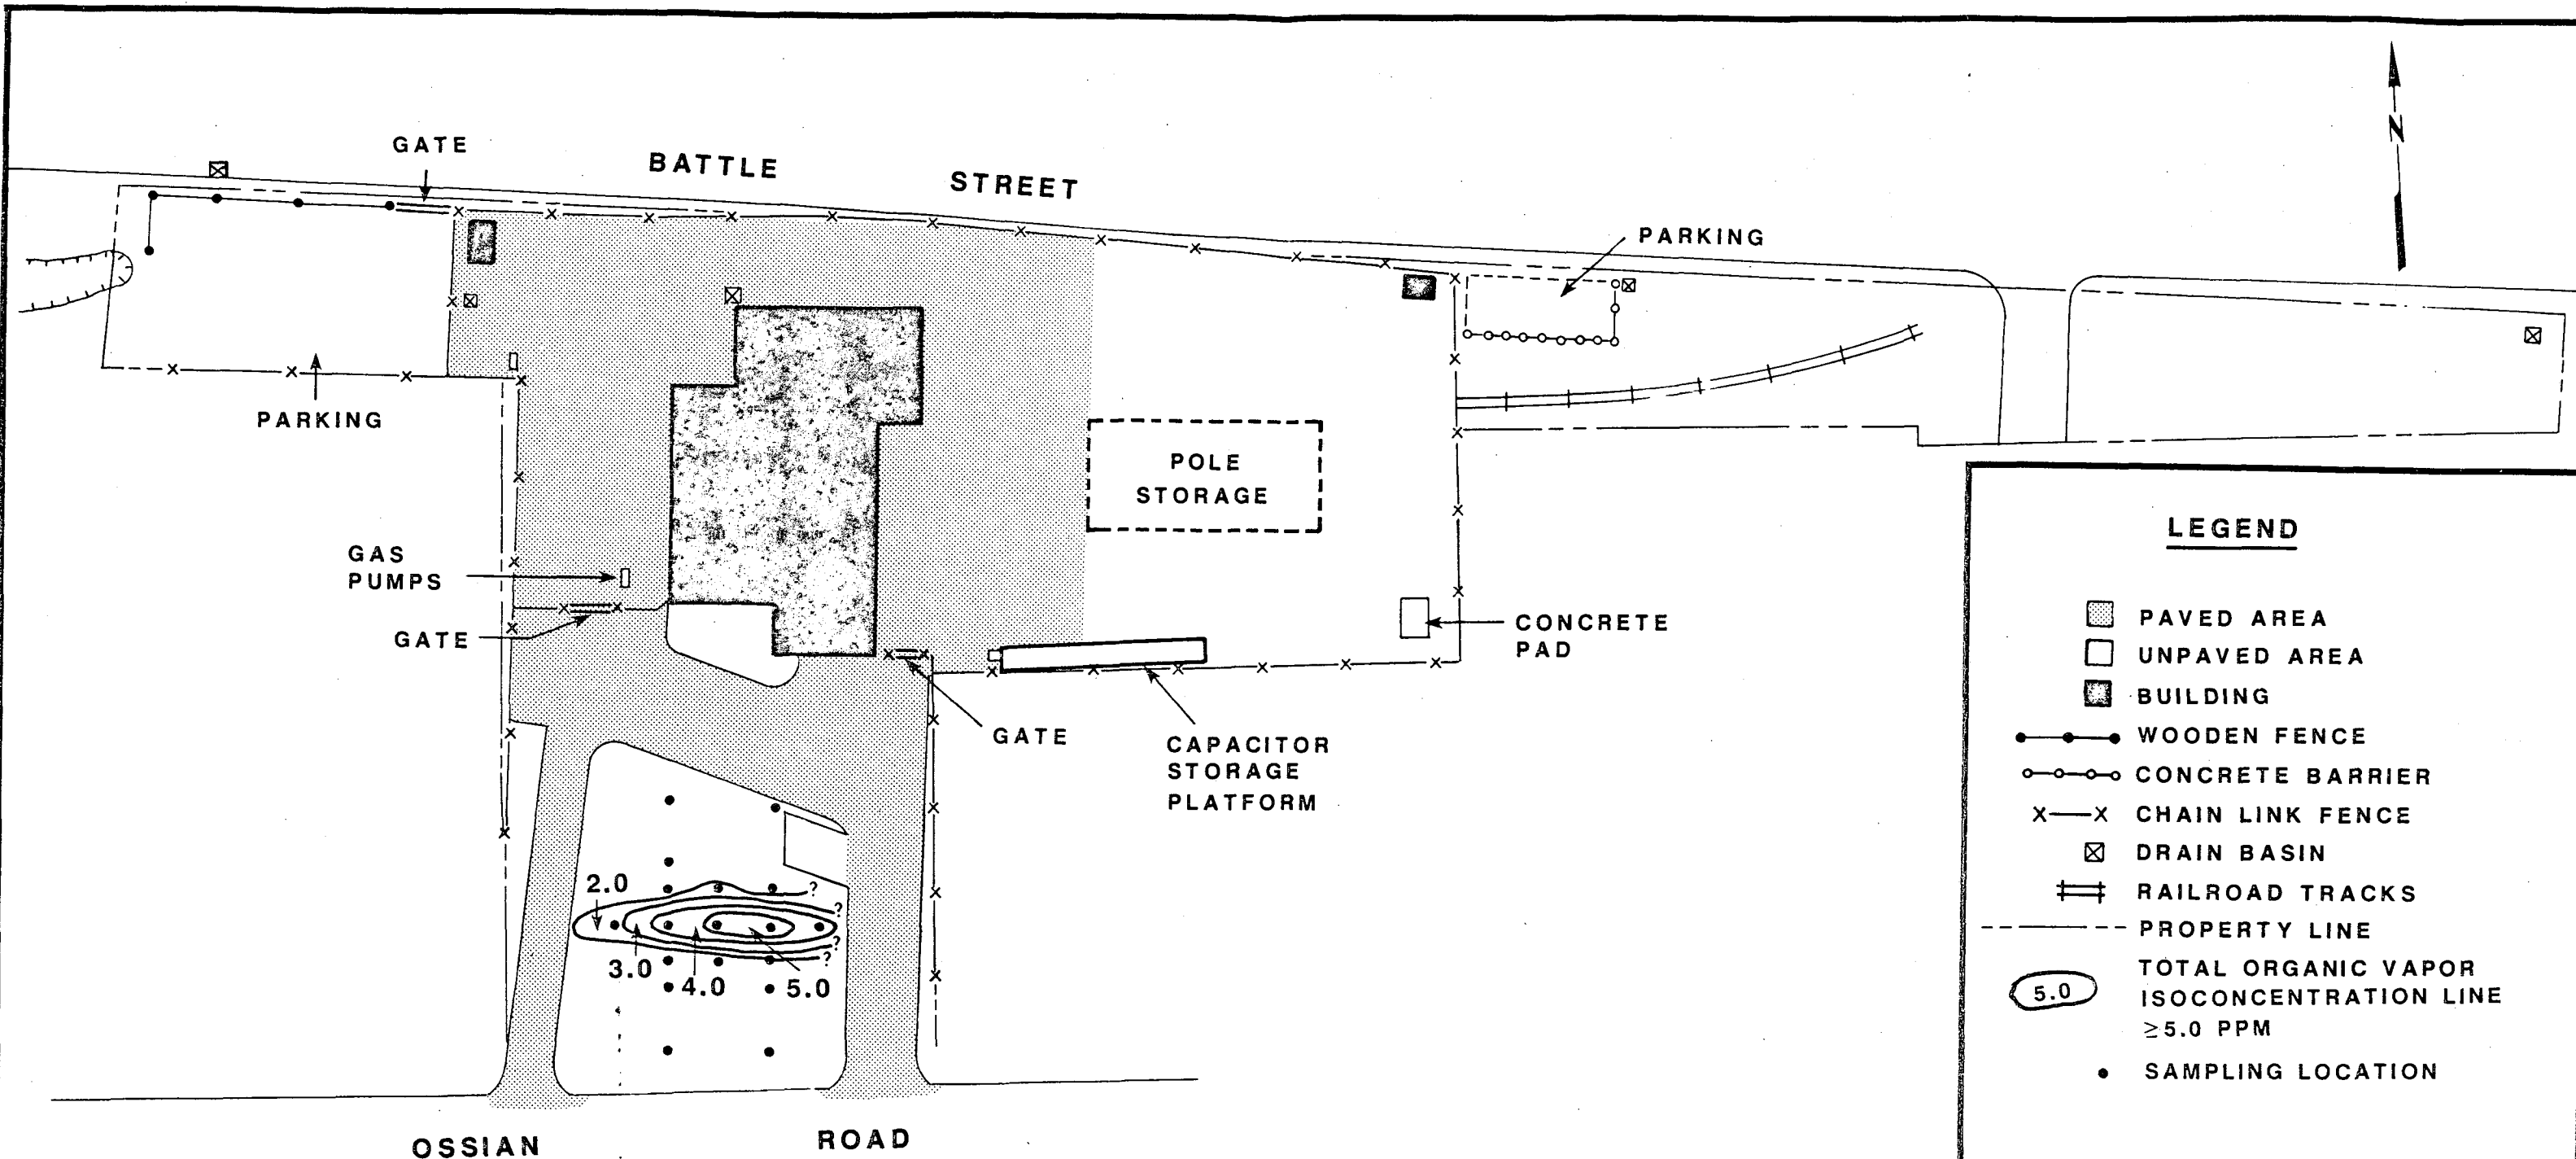 GATE
BATTLE STREET
N
PARKING
PARKING
POLE
STORAGE
GAS
PUMPS
GATE
CONCRETE
PAD
GATE
CAPACITOR
STORAGE
PLATFORM
2.0
?
?
?
?
3.0
4.0
5.0
OSSIAN ROAD
LEGEND
PAVED AREA
UNPAVED AREA
BUILDING
WOODEN FENCE
CONCRETE BARRIER
CHAIN LINK FENCE
DRAIN BASIN
RAILROAD TRACKS
PROPERTY LINE
TOTAL ORGANIC VAPOR
5.0 ISOCONCENTRATION LINE
≥5.0 PPM
SAMPLING LOCATION